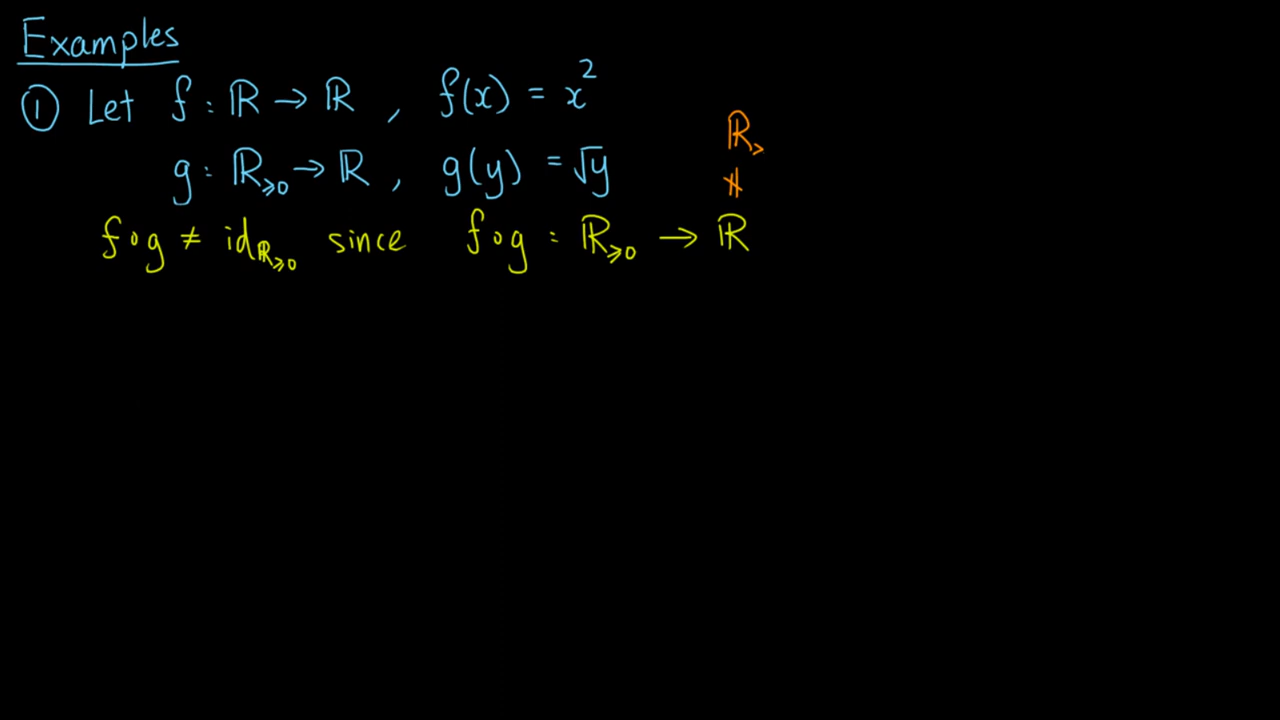 Examples
① Let f : ℝ → ℝ , f(x) = x²
g : ℝ⩾0 → ℝ , g(y) = √y
ℝ>
≠
f∘g ≠ idℝ⩾0 since f∘g : ℝ⩾0 → ℝ